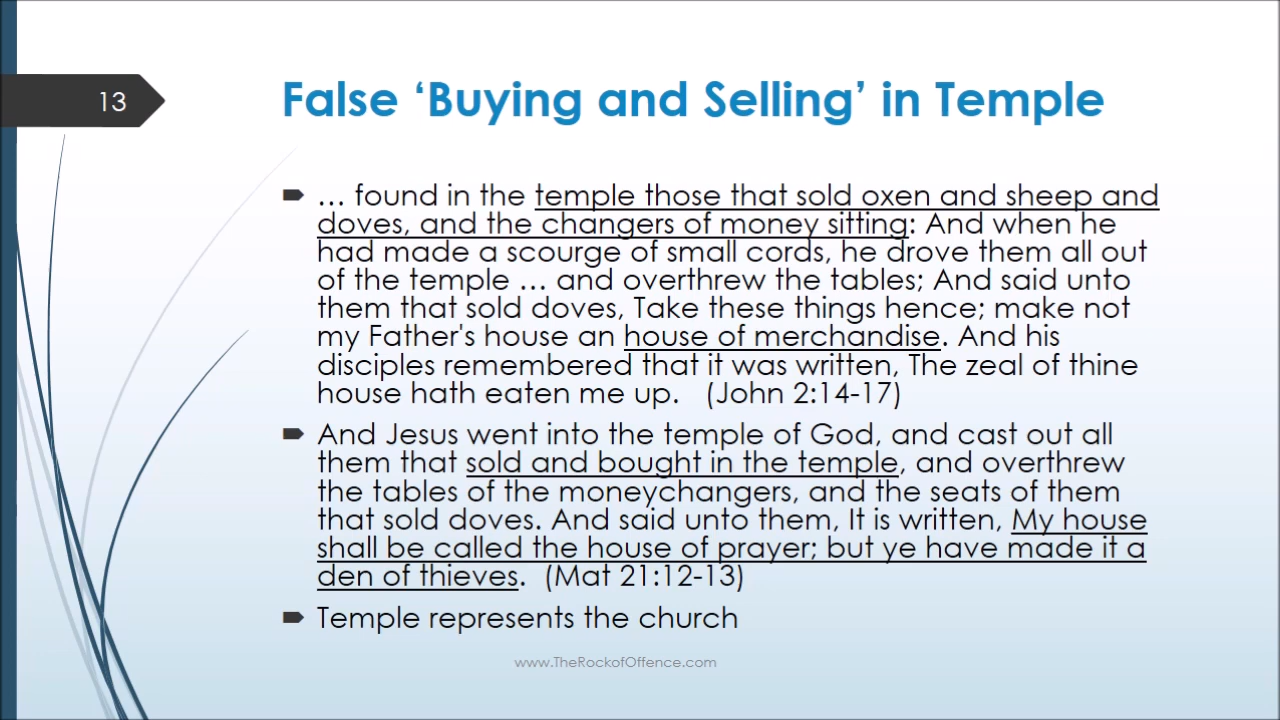 13
False ‘Buying and Selling’ in Temple
… found in the temple those that sold oxen and sheep and
doves, and the changers of money sitting: And when he
had made a scourge of small cords, he drove them all out
of the temple … and overthrew the tables; And said unto
them that sold doves, Take these things hence; make not
my Father's house an house of merchandise. And his
disciples remembered that it was written, The zeal of thine
house hath eaten me up. (John 2:14-17)
And Jesus went into the temple of God, and cast out all
them that sold and bought in the temple, and overthrew
the tables of the moneychangers, and the seats of them
that sold doves. And said unto them, It is written, My house
shall be called the house of prayer; but ye have made it a
den of thieves. (Mat 21:12-13)
Temple represents the church
www.TheRockofOffence.com